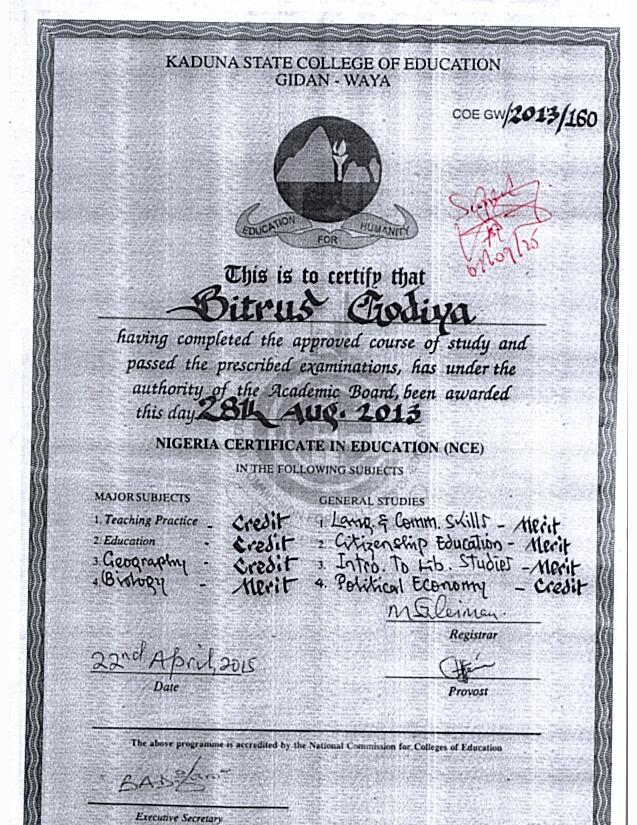 KADUNA STATE COLLEGE OF EDUCATION
GIDAN - WAYA
COE GW/2013/160
EDUCATION FOR HUMANITY
This is to certify that
Bitrus Godiya
having completed the approved course of study and
passed the prescribed examinations, has under the
authority of the Academic Board, been awarded
this day 28th Aug. 2013
NIGERIA CERTIFICATE IN EDUCATION (NCE)
IN THE FOLLOWING SUBJECTS
MAJOR SUBJECTS
1. Teaching Practice - Credit
2. Education - Credit
3. Geography - Credit
4. Biology - Merit
GENERAL STUDIES
1. Lang. & Comm. Skills - Merit
2. Citizenship Education - Merit
3. Intro. To Lib. Studies - Merit
4. Political Economy - Credit
Registrar
22nd April, 2015
Date
Provost
The above programme is accredited by the National Commission for Colleges of Education
Executive Secretary